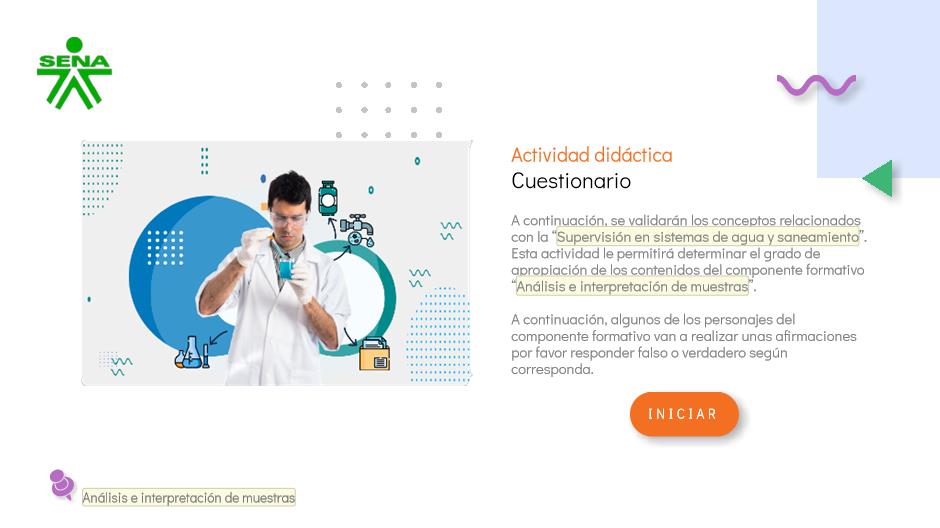 SENA
Actividad didáctica
Cuestionario
A continuación, se validarán los conceptos relacionados
con la “Supervisión en sistemas de agua y saneamiento”.
Esta actividad le permitirá determinar el grado de
apropiación de los contenidos del componente formativo
“Análisis e interpretación de muestras”.
A continuación, algunos de los personajes del
componente formativo van a realizar unas afirmaciones
por favor responder falso o verdadero según
corresponda.
INICIAR
Análisis e interpretación de muestras